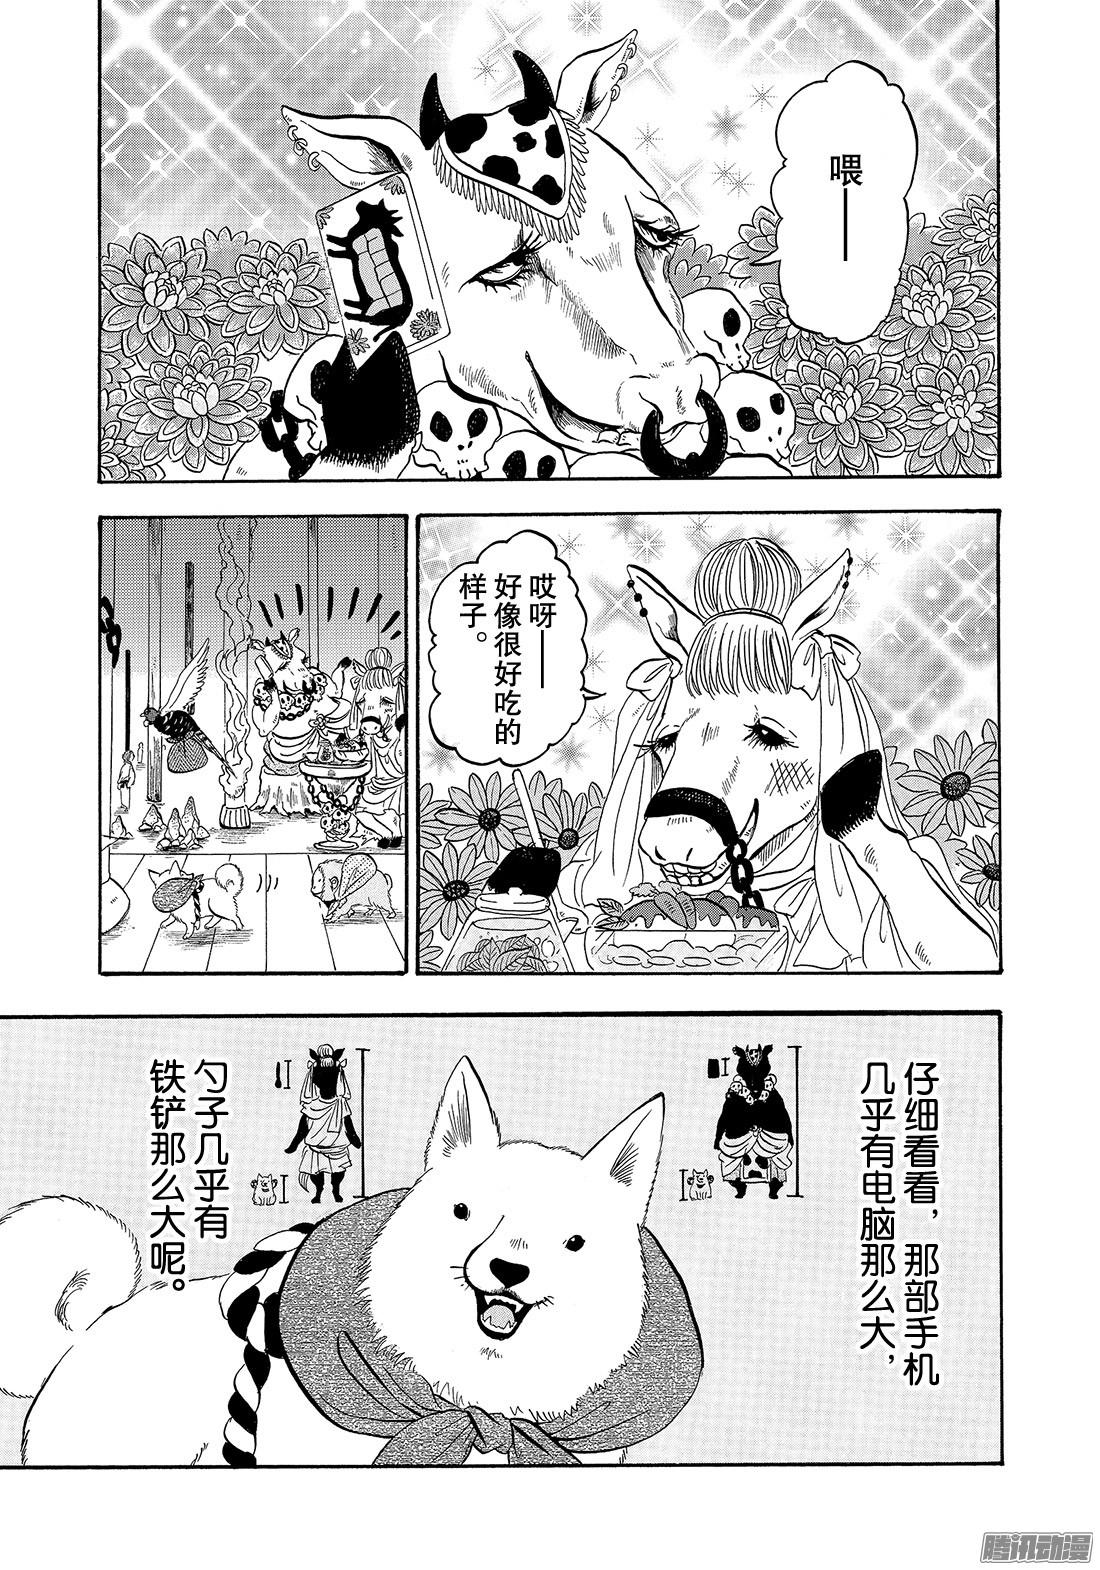 喂——
哎呀——
好像很好吃的
样子。
仔细看看，那部手机
几乎有电脑那么大，
勺子几乎有
铁铲那么大呢。
腾讯动漫